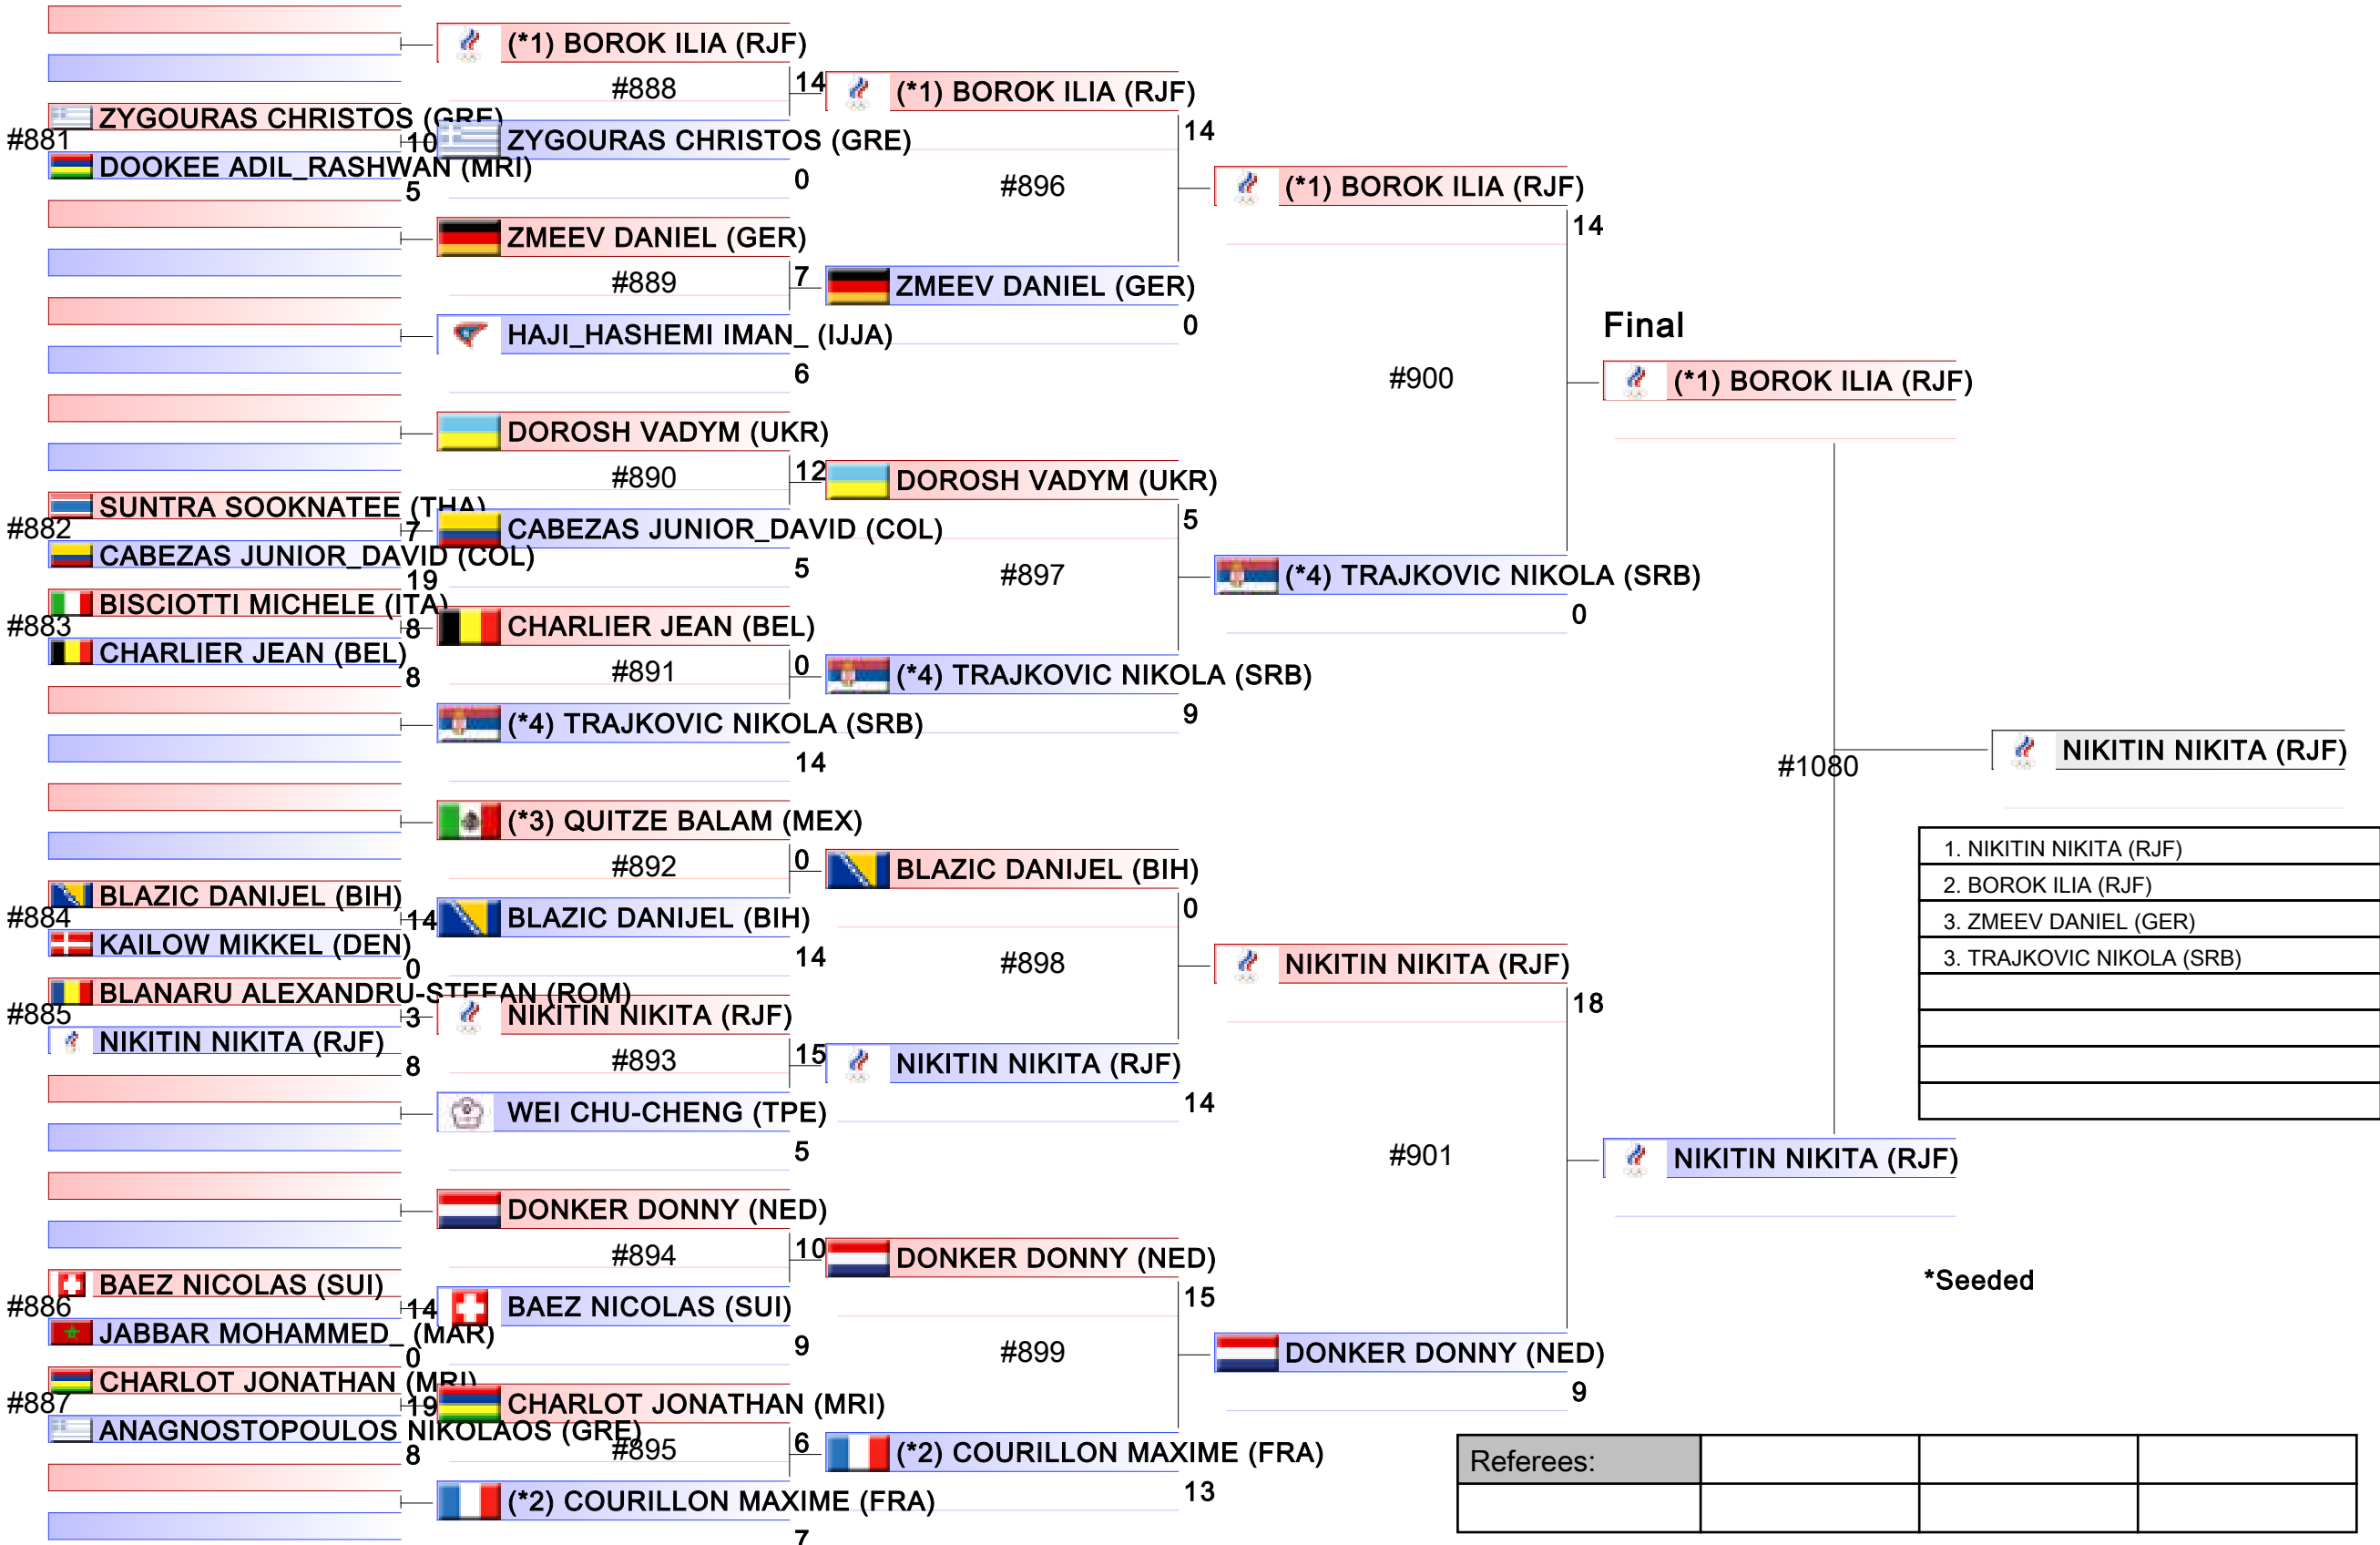 #881
ZYGOURAS CHRISTOS (GRE)
10
DOOKEE ADIL_RASHWAN (MRI)
5
#882
SUNTRA SOOKNATEE (THA)
7
CABEZAS JUNIOR_DAVID (COL)
19
#883
BISCIOTTI MICHELE (ITA)
8
CHARLIER JEAN (BEL)
8
#884
BLAZIC DANIJEL (BIH)
14
KAILOW MIKKEL (DEN)
0
#885
BLANARU ALEXANDRU-STEFAN (ROM)
3
NIKITIN NIKITA (RJF)
8
#886
BAEZ NICOLAS (SUI)
14
JABBAR MOHAMMED_ (MAR)
0
#887
CHARLOT JONATHAN (MRI)
19
ANAGNOSTOPOULOS NIKOLAOS (GRE)
8
(*1) BOROK ILIA (RJF)
#888
14
ZYGOURAS CHRISTOS (GRE)
0
ZMEEV DANIEL (GER)
#889
7
HAJI_HASHEMI IMAN_ (IJJA)
6
DOROSH VADYM (UKR)
#890
12
CABEZAS JUNIOR_DAVID (COL)
5
CHARLIER JEAN (BEL)
#891
0
(*4) TRAJKOVIC NIKOLA (SRB)
14
(*3) QUITZE BALAM (MEX)
#892
0
BLAZIC DANIJEL (BIH)
14
NIKITIN NIKITA (RJF)
#893
15
WEI CHU-CHENG (TPE)
5
DONKER DONNY (NED)
#894
10
BAEZ NICOLAS (SUI)
9
CHARLOT JONATHAN (MRI)
#895
6
(*2) COURILLON MAXIME (FRA)
7
(*1) BOROK ILIA (RJF)
14
#896
ZMEEV DANIEL (GER)
0
DOROSH VADYM (UKR)
5
#897
(*4) TRAJKOVIC NIKOLA (SRB)
9
BLAZIC DANIJEL (BIH)
0
#898
NIKITIN NIKITA (RJF)
14
DONKER DONNY (NED)
15
#899
(*2) COURILLON MAXIME (FRA)
13
(*1) BOROK ILIA (RJF)
14
#900
(*4) TRAJKOVIC NIKOLA (SRB)
0
NIKITIN NIKITA (RJF)
18
#901
DONKER DONNY (NED)
9
Final
(*1) BOROK ILIA (RJF)
#1080
NIKITIN NIKITA (RJF)
NIKITIN NIKITA (RJF)
1. NIKITIN NIKITA (RJF)
2. BOROK ILIA (RJF)
3. ZMEEV DANIEL (GER)
3. TRAJKOVIC NIKOLA (SRB)
*Seeded
Referees: